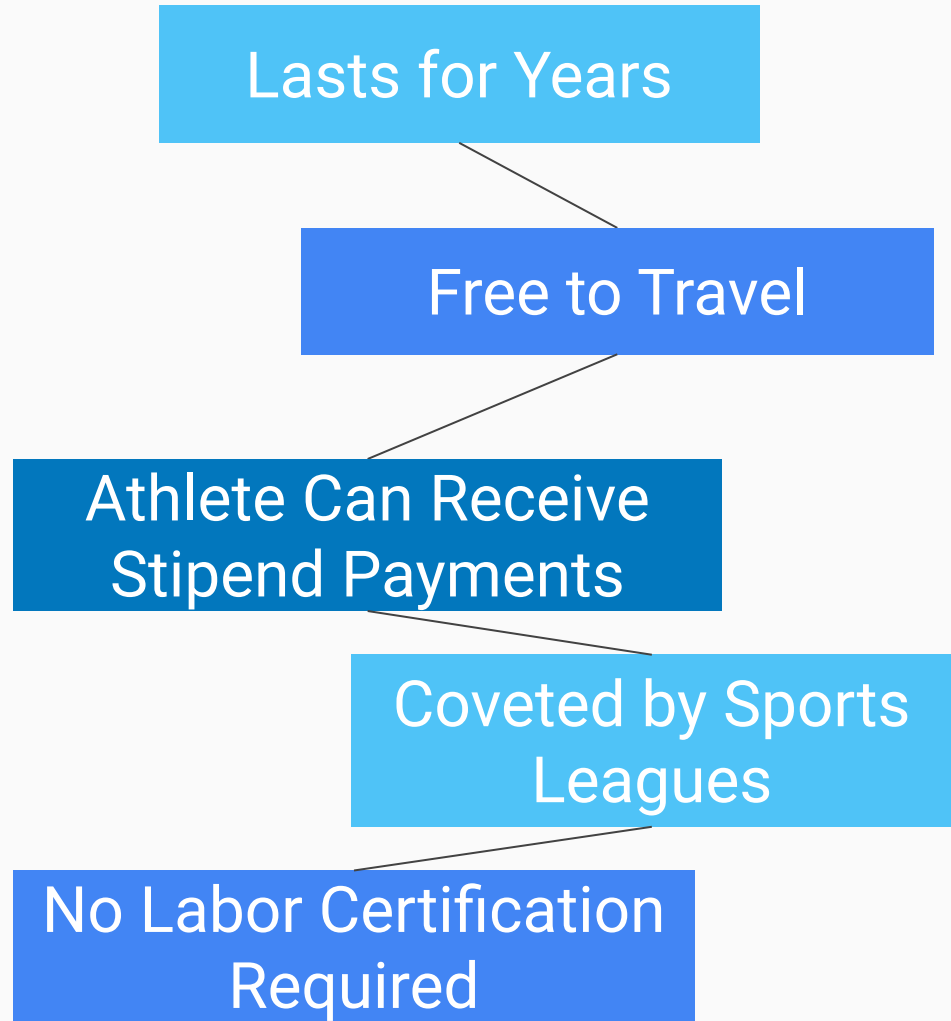 Lasts for Years
Free to Travel
Athlete Can Receive
Stipend Payments
Coveted by Sports
Leagues
No Labor Certification
Required